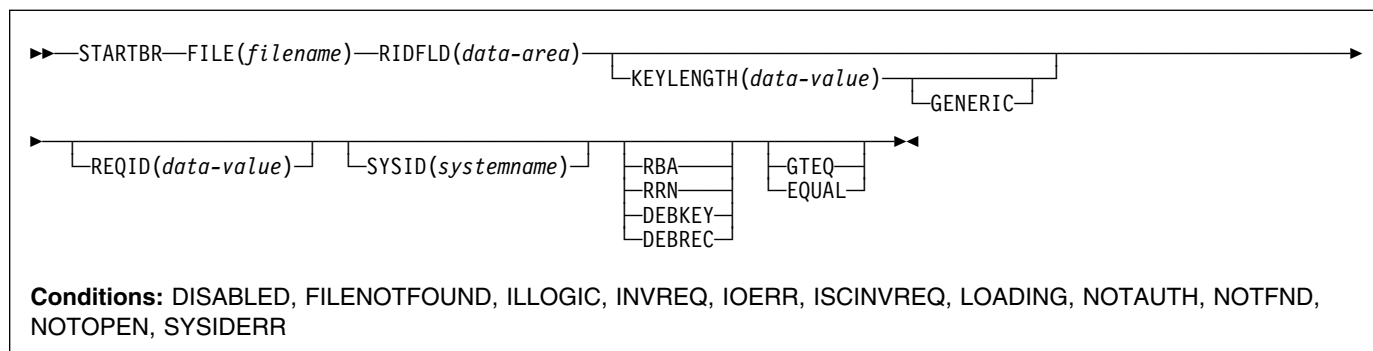 STARTBR FILE(filename) RIDFLD(data-area)
KEYLENGTH(data-value)
GENERIC
REQID(data-value) SYSID(systemname) RBA GTEQ
RRN EQUAL
DEBKEY
DEBREC
Conditions: DISABLED, FILENOTFOUND, ILLOGIC, INVREQ, IOERR, ISCINVREQ, LOADING, NOTAUTH, NOTFND,
NOTOPEN, SYSIDERR